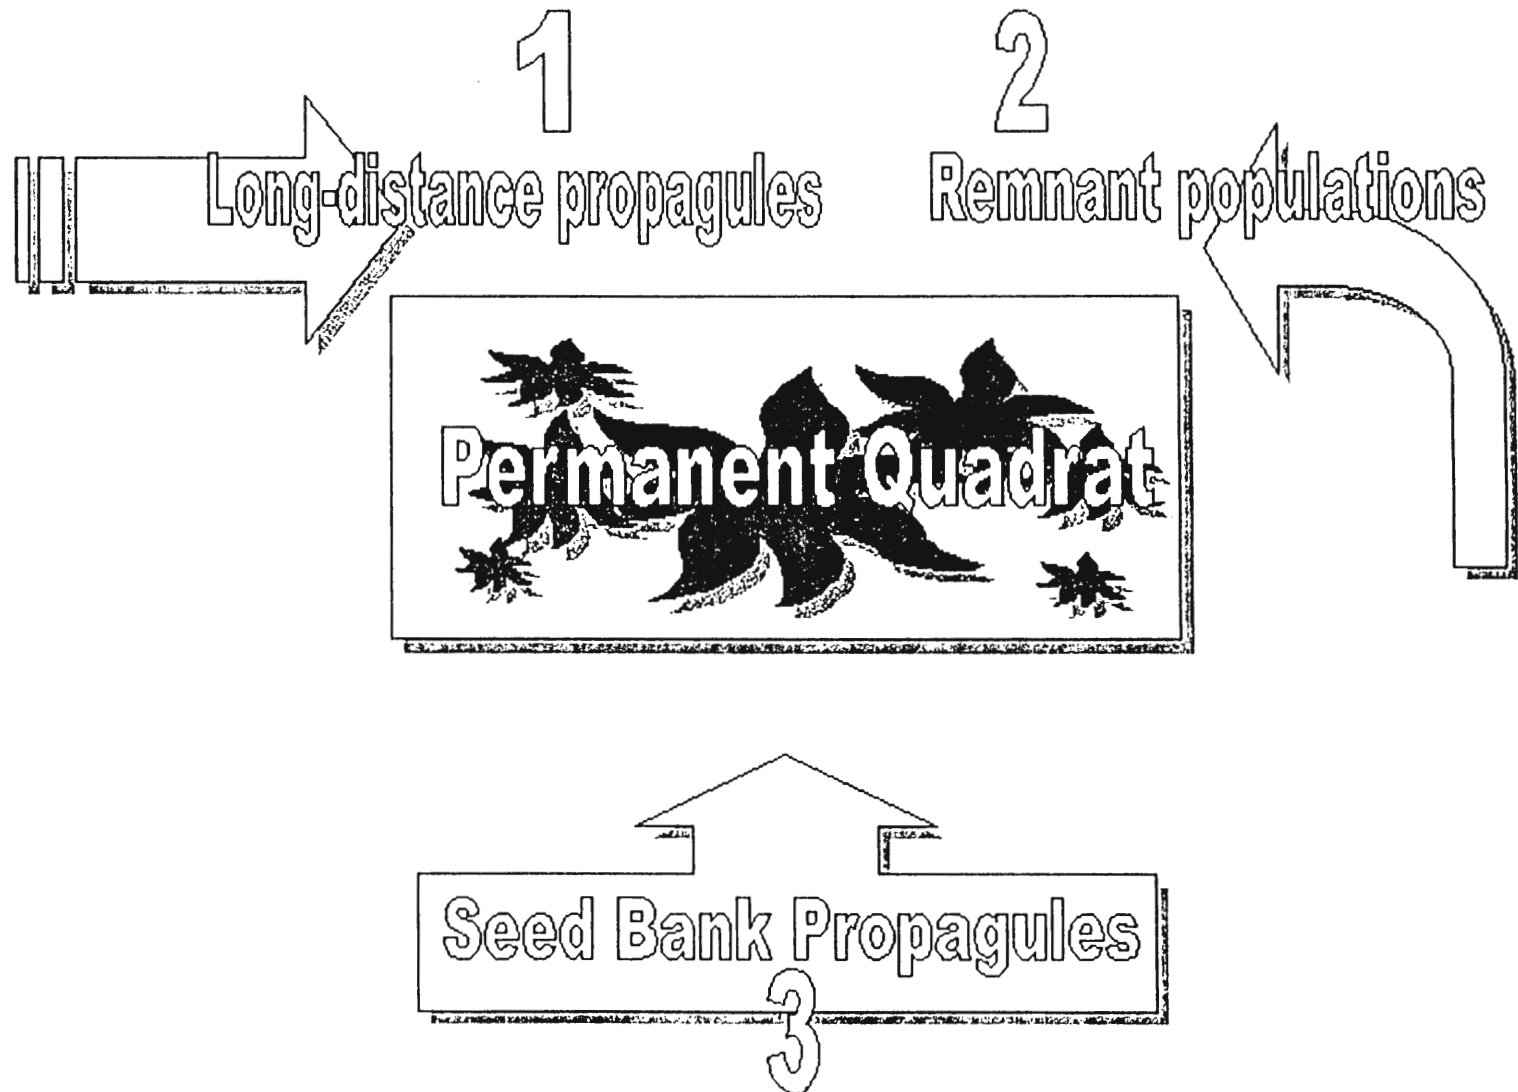 1
Long-distance propagules
2
Remnant populations
Permanent Quadrat
Seed Bank Propagules
3